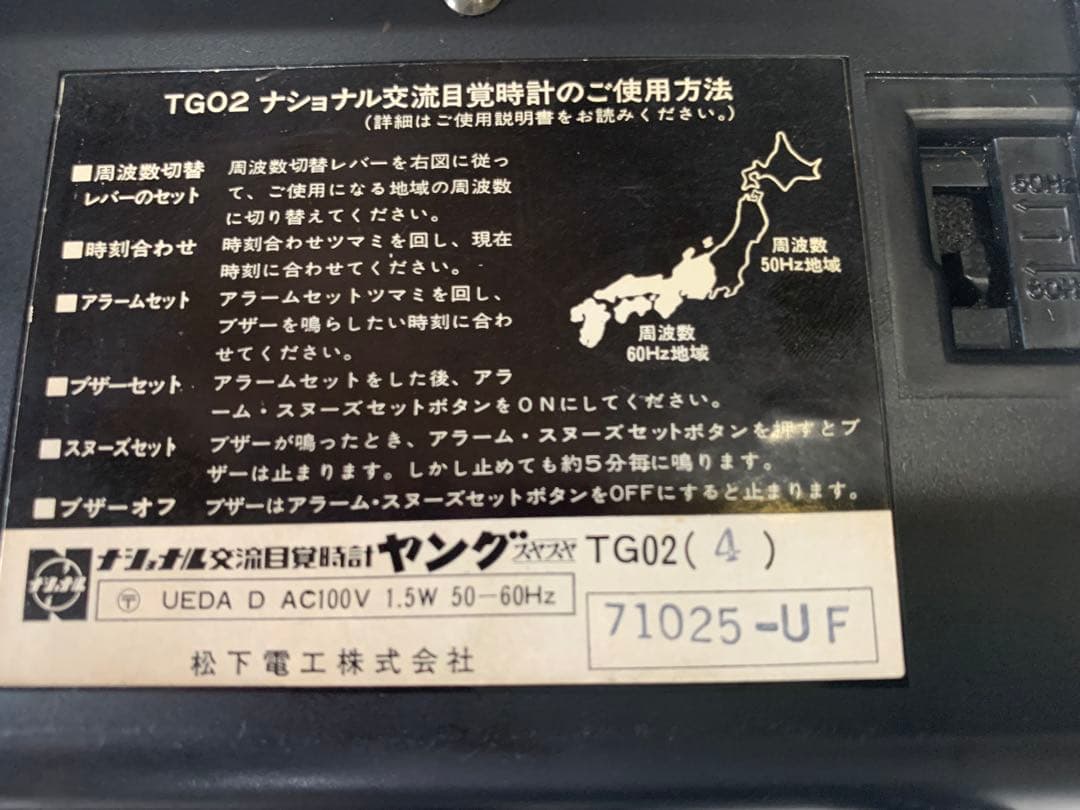 TG02 ナショナル交流目覚時計のご使用方法
(詳細はご使用説明書をお読みください。)
■周波数切替レバーのセット
周波数切替レバーを右図に従っ
て、ご使用になる地域の周波数
に切り替えてください。
■時刻合わせ
時刻合わせツマミを回し、現在
時刻に合わせてください。
■アラームセット
アラームセットツマミを回し、
ブザーを鳴らしたい時刻に合わ
せてください。
■ブザーセット
アラームセットをした後、アラ
ーム・スヌーズセットボタンをONにしてください。
■スヌーズセット
ブザーが鳴ったとき、アラーム・スヌーズセットボタンを押すとブ
ザーは止まります。しかし止めても約5分毎に鳴ります。
■ブザーオフ
ブザーはアラーム・スヌーズセットボタンをOFFにすると止まります。
周波数
50Hz地域
周波数
60Hz地域
50Hz
60Hz
ナショナル
ナショナル交流目覚時計 ヤング スヤスヤ TG02(4)
〒 UEDA D AC100V 1.5W 50-60Hz
71025-UF
松下電工株式会社